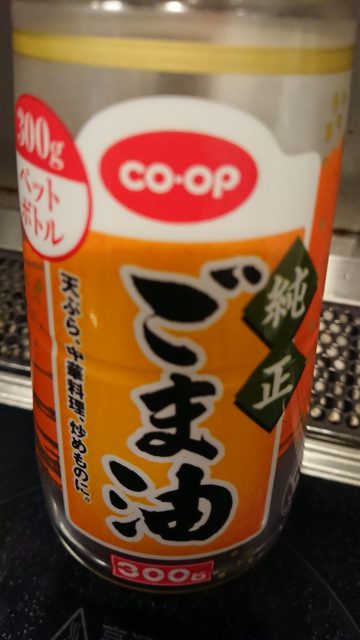 300g
ペット
ボトル
CO·OP
純正
ごま油
天ぷら、中華料理、炒めものに。
300g